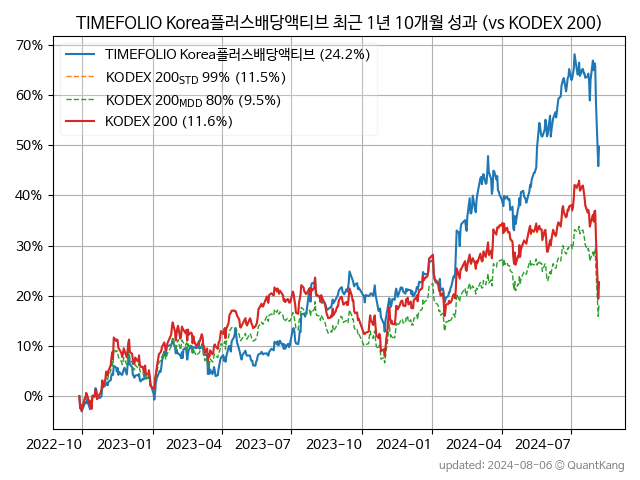 TIMEFOLIO Korea플러스배당액티브 최근 1년 10개월 성과 (vs KODEX 200)
70%
60%
50%
40%
30%
20%
10%
0%
TIMEFOLIO Korea플러스배당액티브 (24.2%)
KODEX 200STD 99% (11.5%)
KODEX 200MDD 80% (9.5%)
KODEX 200 (11.6%)
2022-10 2023-01 2023-04 2023-07 2023-10 2024-01 2024-04 2024-07
updated: 2024-08-06 © QuantKang